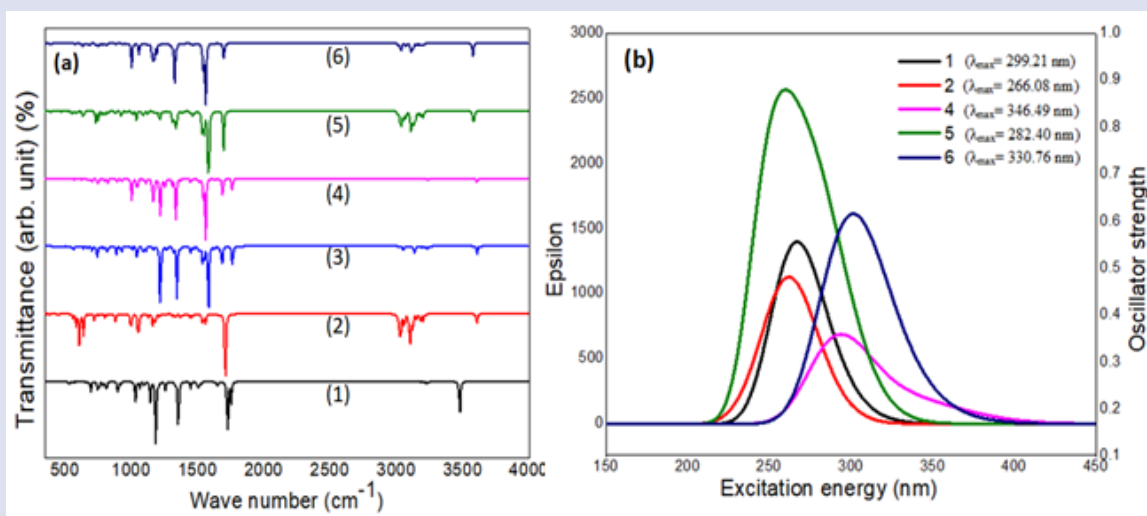 (a)
(6)
(5)
(4)
(3)
(2)
(1)
Transmittance (arb. unit) (%)
500 1000 1500 2000 2500 3000 3500 4000
Wave number (cm⁻¹)
(b)
1 (λmax= 299.21 nm)
2 (λmax= 266.08 nm)
4 (λmax= 346.49 nm)
5 (λmax= 282.40 nm)
6 (λmax= 330.76 nm)
Epsilon
3000
2500
2000
1500
1000
500
0
Oscillator strength
1.0
0.9
0.8
0.7
0.6
0.5
0.4
0.3
0.2
0.1
150 200 250 300 350 400 450
Excitation energy (nm)